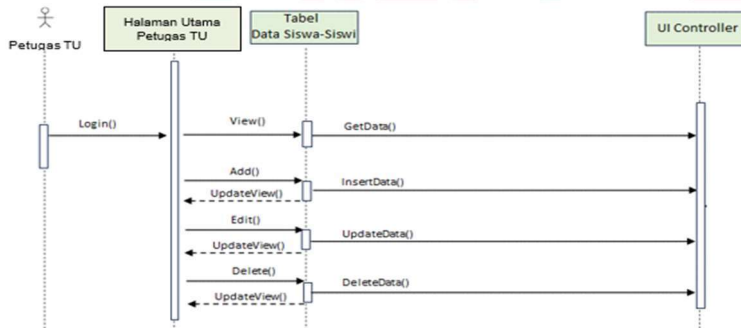 Petugas TU
Halaman Utama
Petugas TU
Tabel
Data Siswa-Siswi
UI Controller
Login()
View()
GetData()
Add()
InsertData()
UpdateView()
Edit()
UpdateData()
UpdateView()
Delete()
DeleteData()
UpdateView()